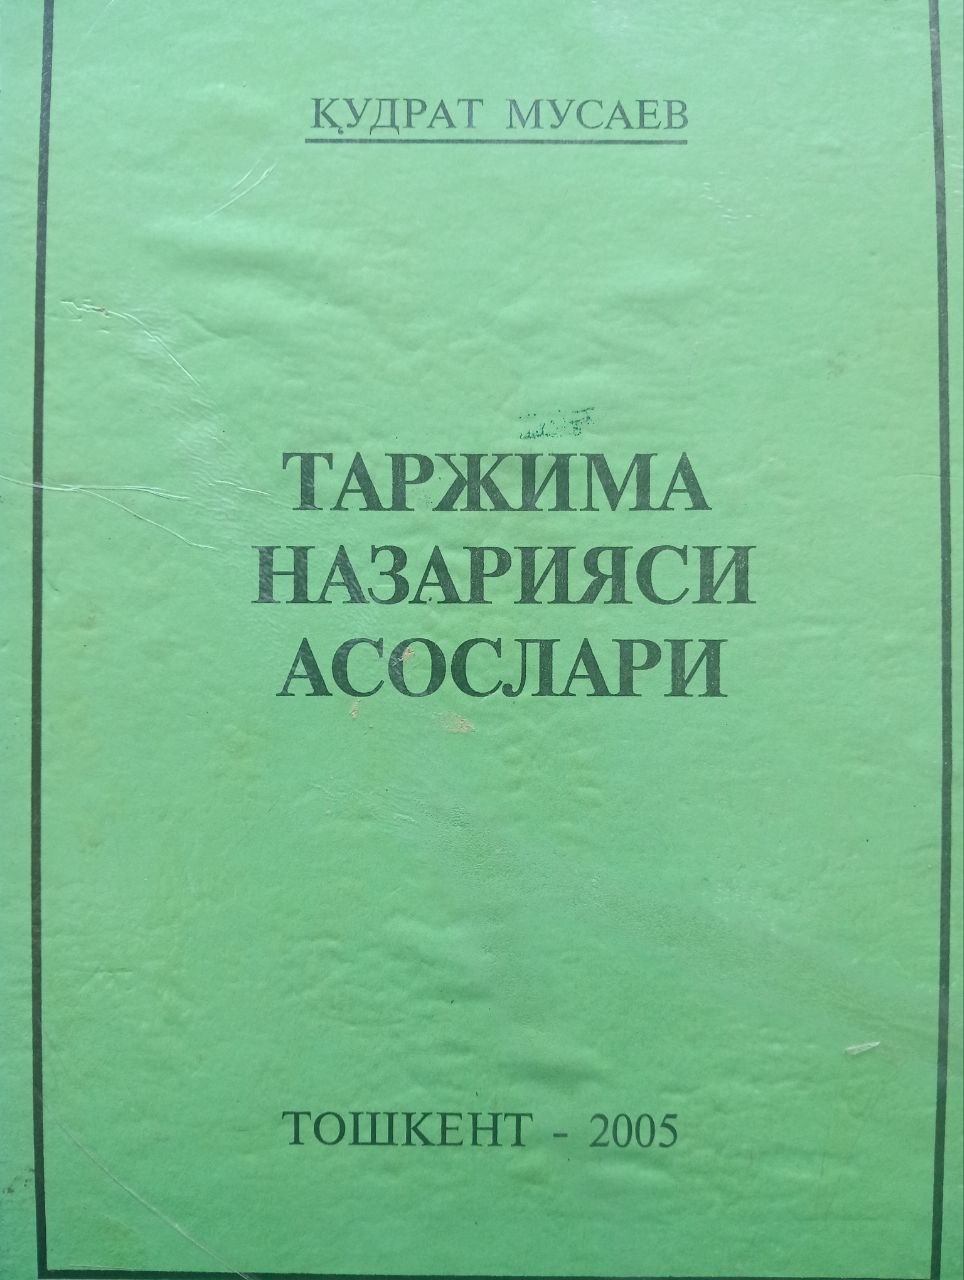 ҚУДРАТ МУСАЕВ
ТАРЖИМА
НАЗАРИЯСИ
АСОСЛАРИ
ТОШКЕНТ - 2005